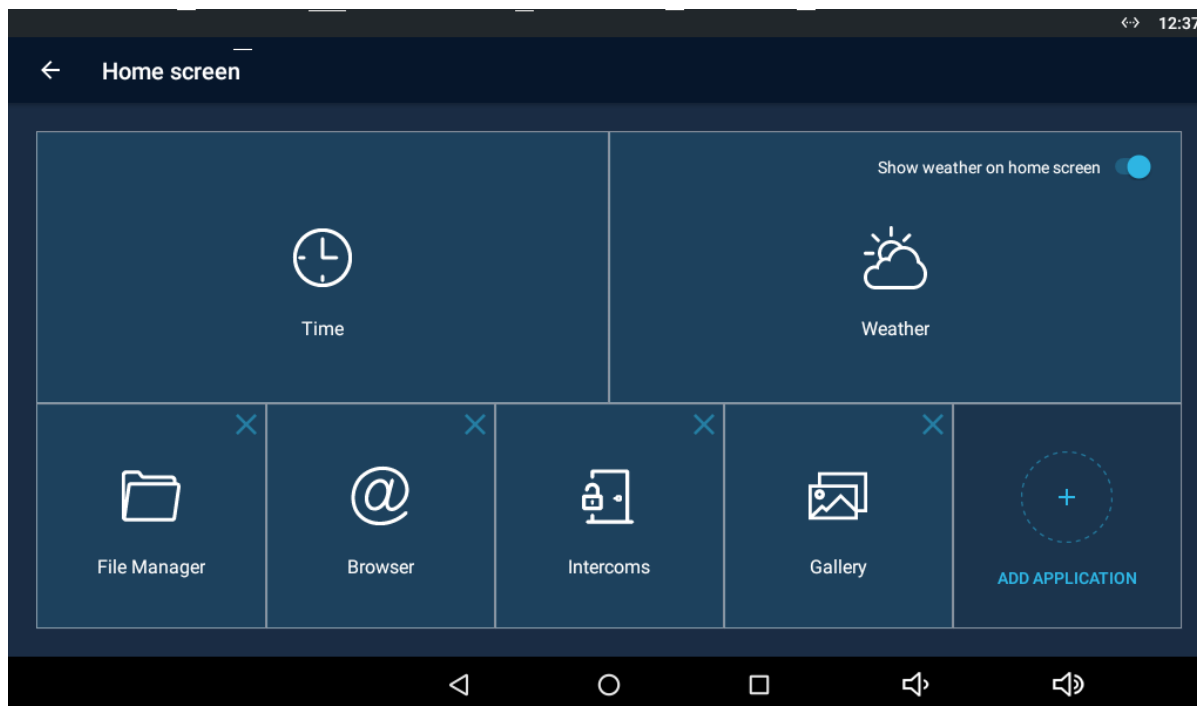 12:37
Home screen
Show weather on home screen
Time
Weather
File Manager
Browser
Intercoms
Gallery
ADD APPLICATION